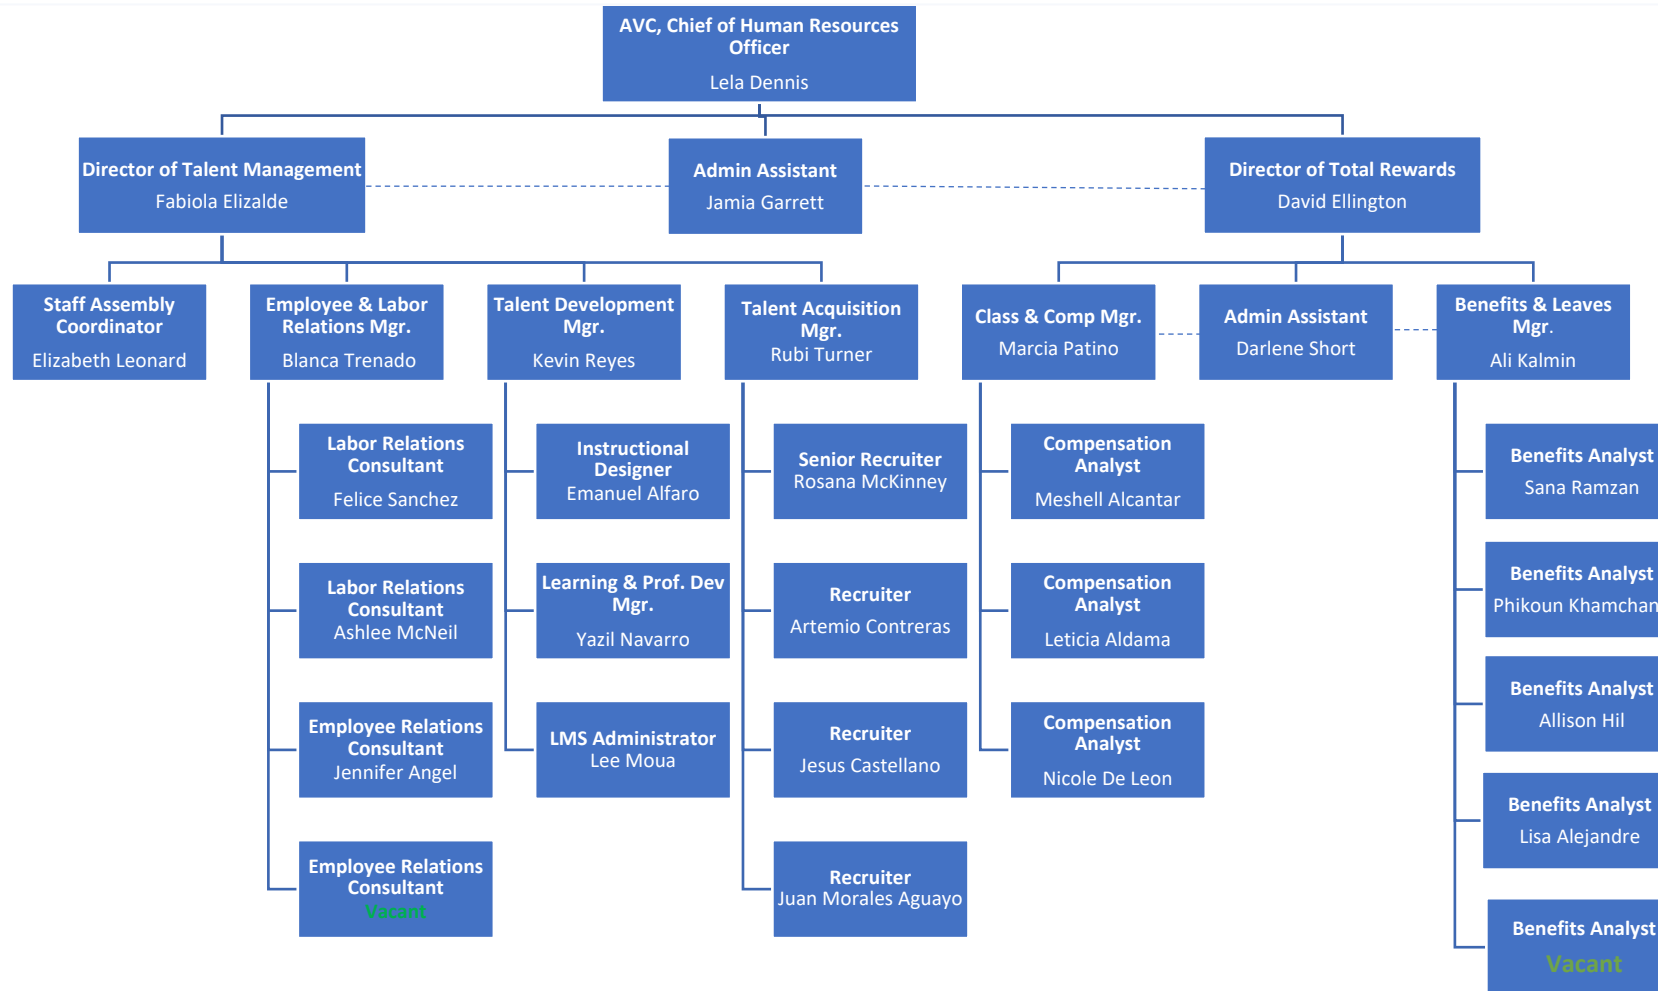 AVC, Chief of Human Resources
Officer
Lela Dennis
Director of Talent Management
Fabiola Elizalde
Admin Assistant
Jamia Garrett
Director of Total Rewards
David Ellington
Staff Assembly
Coordinator
Elizabeth Leonard
Employee & Labor
Relations Mgr.
Blanca Trenado
Talent Development
Mgr.
Kevin Reyes
Talent Acquisition
Mgr.
Rubi Turner
Class & Comp Mgr.
Marcia Patino
Admin Assistant
Darlene Short
Benefits & Leaves
Mgr.
Ali Kalmin
Labor Relations
Consultant
Felice Sanchez
Labor Relations
Consultant
Ashlee McNeil
Employee Relations
Consultant
Jennifer Angel
Employee Relations
Consultant
Vacant
Instructional
Designer
Emanuel Alfaro
Learning & Prof. Dev
Mgr.
Yazil Navarro
LMS Administrator
Lee Moua
Senior Recruiter
Rosana McKinney
Recruiter
Artemio Contreras
Recruiter
Jesus Castellano
Recruiter
Juan Morales Aguayo
Compensation
Analyst
Meshell Alcantar
Compensation
Analyst
Leticia Aldama
Compensation
Analyst
Nicole De Leon
Benefits Analyst
Sana Ramzan
Benefits Analyst
Phikoun Khamchan
Benefits Analyst
Allison Hil
Benefits Analyst
Lisa Alejandre
Benefits Analyst
Vacant